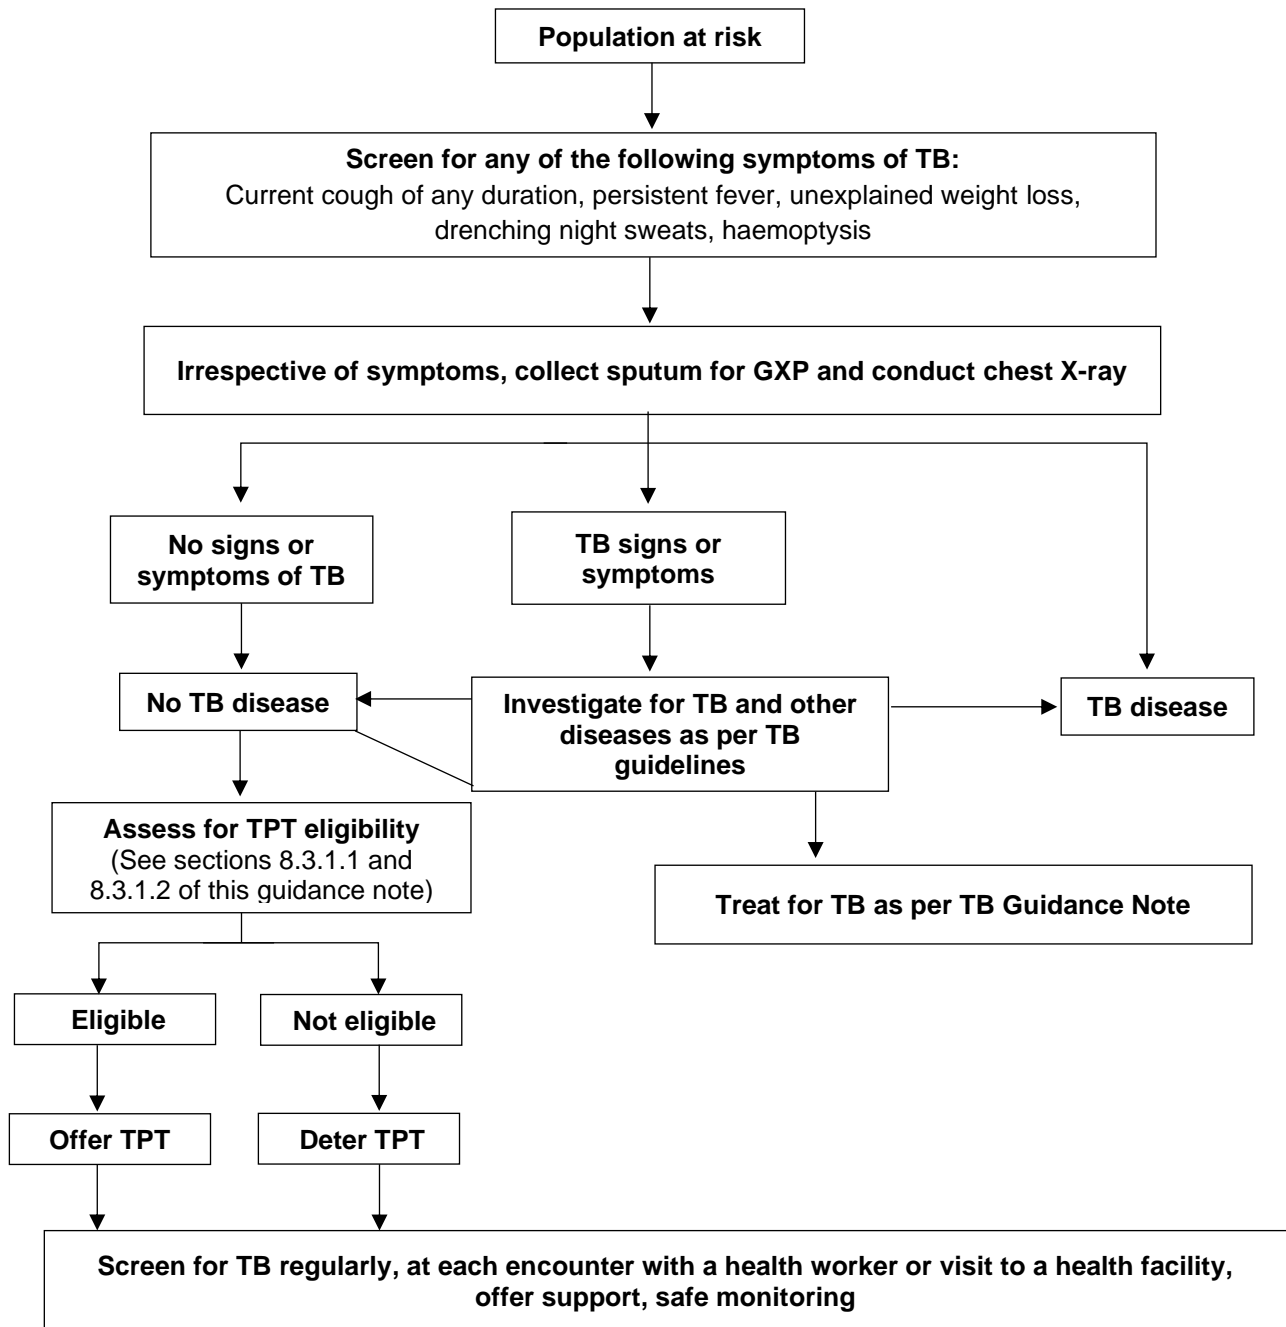 Population at risk
Screen for any of the following symptoms of TB:
Current cough of any duration, persistent fever, unexplained weight loss,
drenching night sweats, haemoptysis
Irrespective of symptoms, collect sputum for GXP and conduct chest X-ray
No signs or
symptoms of TB
TB signs or
symptoms
No TB disease
Investigate for TB and other
diseases as per TB
guidelines
TB disease
Assess for TPT eligibility
(See sections 8.3.1.1 and
8.3.1.2 of this guidance note)
Treat for TB as per TB Guidance Note
Eligible
Not eligible
Offer TPT
Deter TPT
Screen for TB regularly, at each encounter with a health worker or visit to a health facility,
offer support, safe monitoring